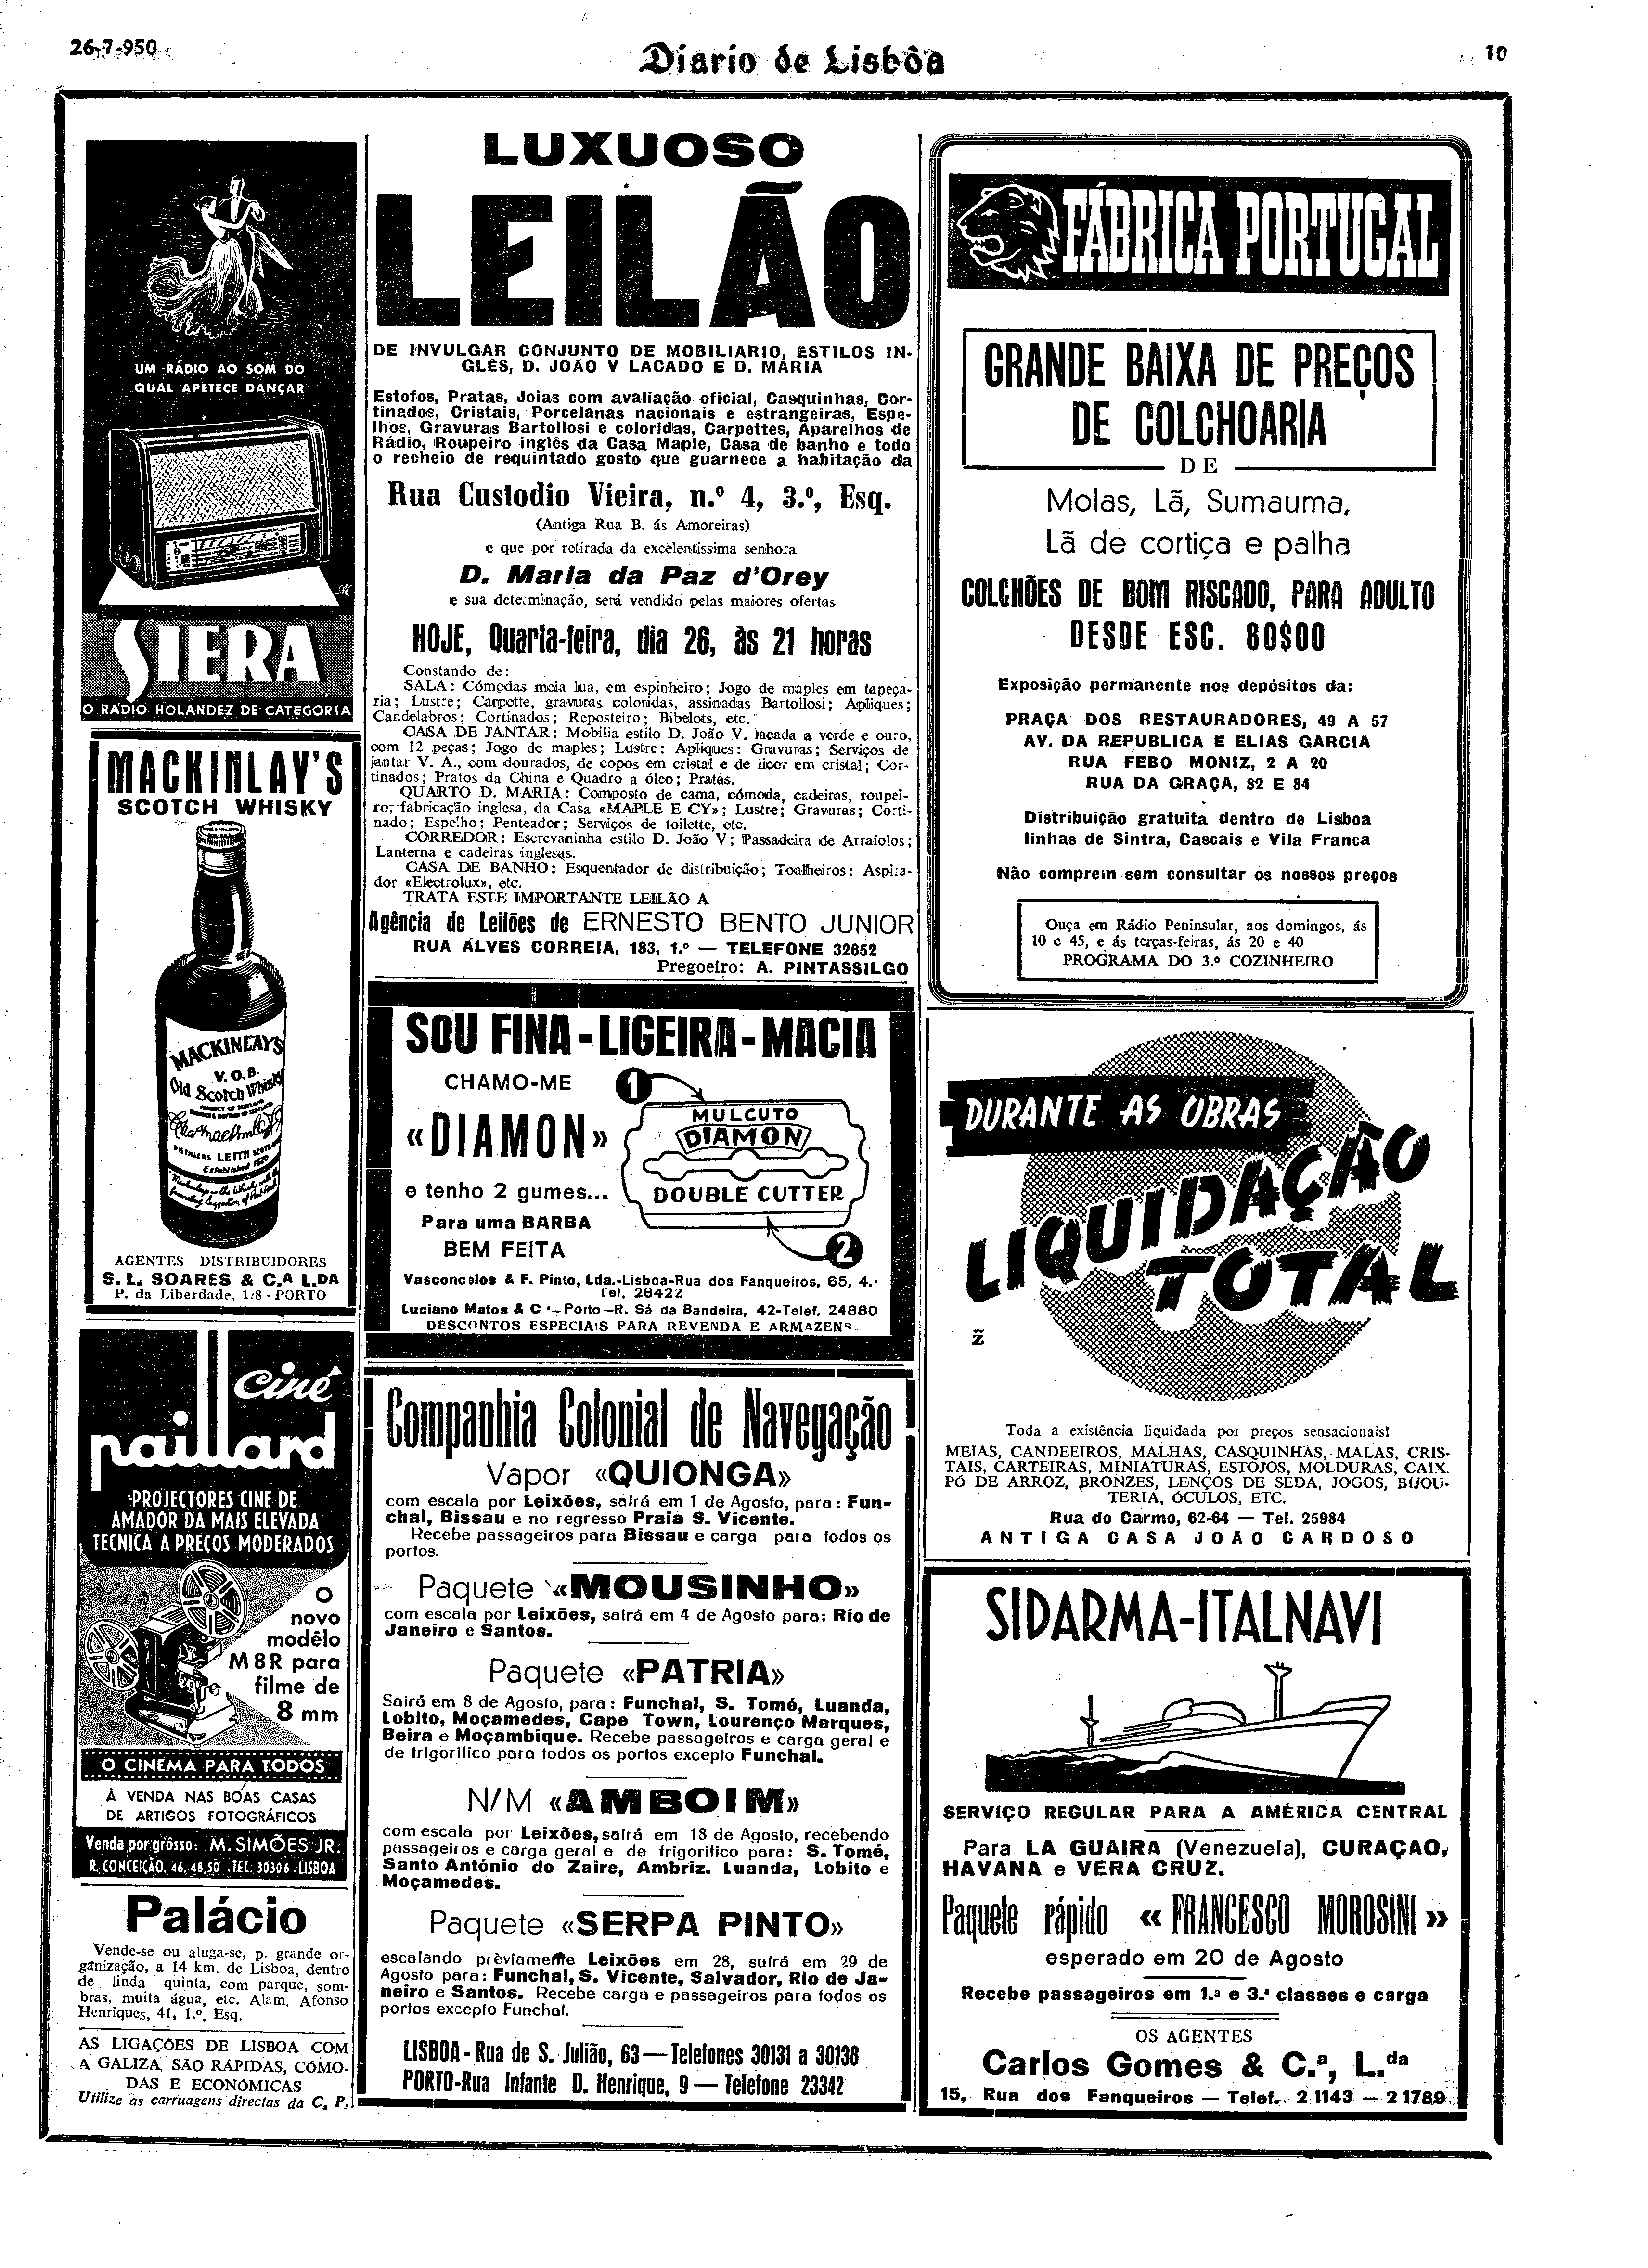 26-7-950
Diario de Lisbôa
10
UM RÁDIO AO SOM DO
QUAL APETECE DANÇAR
SIERA
O RÁDIO HOLANDEZ DE CATEGORIA
MACKINLAY'S
SCOTCH WHISKY
MACKINLAY'S
V.O.B.
Old Scotch Whisky
DISTILLERS LEITH SCOTLAND
AGENTES DISTRIBUIDORES
S. L. SOARES & C.A L.DA
P. da Liberdade, 128 - PORTO
ciné
paillard
PROJECTORES CINE DE
AMADOR DA MAIS ELEVADA
TECNICA A PREÇOS MODERADOS
O
novo
modêlo
M8R para
filme de
8 mm
O CINEMA PARA TODOS
À VENDA NAS BOAS CASAS
DE ARTIGOS FOTOGRÁFICOS
Venda por grôsso: M. SIMÕES JR.
R. CONCEIÇÃO, 46, 48, 50 . TEL. 30306 . LISBOA
Palácio
Vende-se ou aluga-se, p. grande or-
ganização, a 14 km. de Lisboa, dentro
de linda quinta, com parque, som-
bras, muita água, etc. Alam. Afonso
Henriques, 41, 1.º, Esq.
AS LIGAÇÕES DE LISBOA COM
A GALIZA SÃO RÁPIDAS, CÓMO-
DAS E ECONÓMICAS
Utilize as carruagens directas da C. P.
LUXUOSO
LEILÃO
DE INVULGAR CONJUNTO DE MOBILIARIO, ESTILOS IN-
GLÊS, D. JOÃO V LACADO E D. MARIA
Estofos, Pratas, Joias com avaliação oficial, Casquinhas, Cor-
tinados, Cristais, Porcelanas nacionais e estrangeiras, Espe-
lhos, Gravuras Bartollosi e coloridas, Carpettes, Aparelhos de
Rádio, Roupeiro inglês da Casa Maple, Casa de banho e todo
o recheio de requintado gosto que guarnece a habitação da
Rua Custodio Vieira, n.º 4, 3.º, Esq.
(Antiga Rua B. ás Amoreiras)
e que por retirada da excelentissima senhora
D. Maria da Paz d'Orey
e sua determinação, será vendido pelas maiores ofertas
HOJE, Quarta-feira, dia 26, às 21 horas
Constando de:
SALA: Cómodas meia lua, em espinheiro; Jogo de maples em tapeça-
ria; Lustre; Carpette, gravuras coloridas, assinadas Bartollosi; Apliques;
Candelabros; Cortinados; Reposteiro; Bibelots, etc.
CASA DE JANTAR: Mobilia estilo D. João V. lacada a verde e ouro,
com 12 peças; Jogo de maples; Lustre: Apliques: Gravuras; Serviços de
jantar V. A., com dourados, de copos em cristal e de licor em cristal; Cor-
tinados; Pratos da China e Quadro a óleo; Pratas.
QUARTO D. MARIA: Composto de cama, cómoda, cadeiras, roupei-
ro, fabricação inglesa, da Casa «MAPLE E CY»; Lustre; Gravuras; Corti-
nado; Espelho; Penteador; Serviços de toilette, etc.
CORREDOR: Escrevaninha estilo D. João V; Passadeira de Arraiolos;
Lanterna e cadeiras inglesas.
CASA DE BANHO: Esquentador de distribuição; Toalheiros: Aspira-
dor «Electrolux», etc.
TRATA ESTE IMPORTANTE LEILÃO A
Agência de Leilões de ERNESTO BENTO JUNIOR
RUA ÁLVES CORREIA, 183, 1.º — TELEFONE 32652
Pregoeiro: A. PINTASSILGO
SOU FINA - LIGEIRA - MACIA
CHAMO-ME
«DIAMON»
e tenho 2 gumes...
Para uma BARBA
BEM FEITA
1
MULCUTO
DIAMON
DOUBLE CUTTER
2
Vasconcelos & F. Pinto, Lda.-Lisboa-Rua dos Fanqueiros, 65, 4.º
Tel. 28422
Luciano Matos & C.ª—Porto—R. Sá da Bandeira, 42-Telef. 24880
DESCONTOS ESPECIAIS PARA REVENDA E ARMAZENS
Companhia Colonial de Navegação
Vapor «QUIONGA»
com escala por Leixões, sairá em 1 de Agosto, para: Fun-
chal, Bissau e no regresso Praia S. Vicente.
Recebe passageiros para Bissau e carga para todos os
portos.
Paquete «MOUSINHO»
com escala por Leixões, sairá em 4 de Agosto para: Rio de
Janeiro e Santos.
Paquete «PATRIA»
Sairá em 8 de Agosto, para: Funchal, S. Tomé, Luanda,
Lobito, Moçamedes, Cape Town, Lourenço Marques,
Beira e Moçambique. Recebe passageiros e carga geral e
de frigorifico para todos os portos excepto Funchal.
N/M «AMBOIM»
com escala por Leixões, sairá em 18 de Agosto, recebendo
passageiros e carga geral e de frigorifico para: S. Tomé,
Santo António do Zaire, Ambriz. Luanda, Lobito e
Moçamedes.
Paquete «SERPA PINTO»
escalando prèviamente Leixões em 28, sairá em 29 de
Agosto para: Funchal, S. Vicente, Salvador, Rio de Ja-
neiro e Santos. Recebe carga e passageiros para todos os
portos excepto Funchal.
LISBOA - Rua de S. Julião, 63 — Telefones 30131 a 30138
PORTO-Rua Infante D. Henrique, 9 — Telefone 23342
FÁBRICA PORTUGAL
GRANDE BAIXA DE PREÇOS
DE COLCHOARIA
DE
Molas, Lã, Sumauma,
Lã de cortiça e palha
COLCHÕES DE BOM RISCADO, PARA ADULTO
DESDE ESC. 80$00
Exposição permanente nos depósitos da:
PRAÇA DOS RESTAURADORES, 49 A 57
AV. DA REPUBLICA E ELIAS GARCIA
RUA FEBO MONIZ, 2 A 20
RUA DA GRAÇA, 82 E 84
Distribuição gratuita dentro de Lisboa
linhas de Sintra, Cascais e Vila Franca
Não comprem sem consultar os nossos preços
Ouça em Rádio Peninsular, aos domingos, ás
10 e 45, e ás terças-feiras, ás 20 e 40
PROGRAMA DO 3.º COZINHEIRO
DURANTE AS OBRAS
LIQUIDAÇÃO
TOTAL
Toda a existência liquidada por preços sensacionais!
MEIAS, CANDEEIROS, MALHAS, CASQUINHAS, MALAS, CRIS-
TAIS, CARTEIRAS, MINIATURAS, ESTOJOS, MOLDURAS, CAIX.
PÓ DE ARROZ, BRONZES, LENÇOS DE SEDA, JOGOS, BIJOU-
TERIA, ÓCULOS, ETC.
Rua do Carmo, 62-64 — Tel. 25984
ANTIGA CASA JOÃO CARDOSO
SIDARMA-ITALNAVI
SERVIÇO REGULAR PARA A AMÉRICA CENTRAL
Para LA GUAIRA (Venezuela), CURAÇAO,
HAVANA e VERA CRUZ.
Paquete rápido «FRANCESCO MOROSINI»
esperado em 20 de Agosto
Recebe passageiros em 1.ª e 3.ª classes e carga
OS AGENTES
Carlos Gomes & C.ª, L.da
15, Rua dos Fanqueiros — Telef. 2 1143 — 2 1789